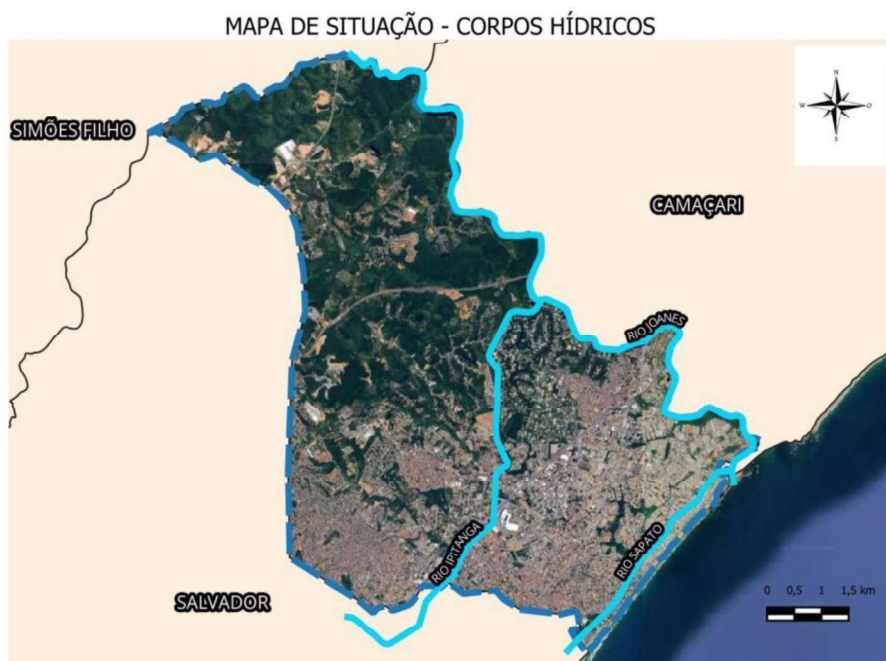 MAPA DE SITUAÇÃO - CORPOS HÍDRICOS
N
W O
S
SIMÕES FILHO
CAMAÇARI
RIO JOANES
RIO IPITANGA
RIO SAPATO
SALVADOR
0 0,5 1 1,5 km